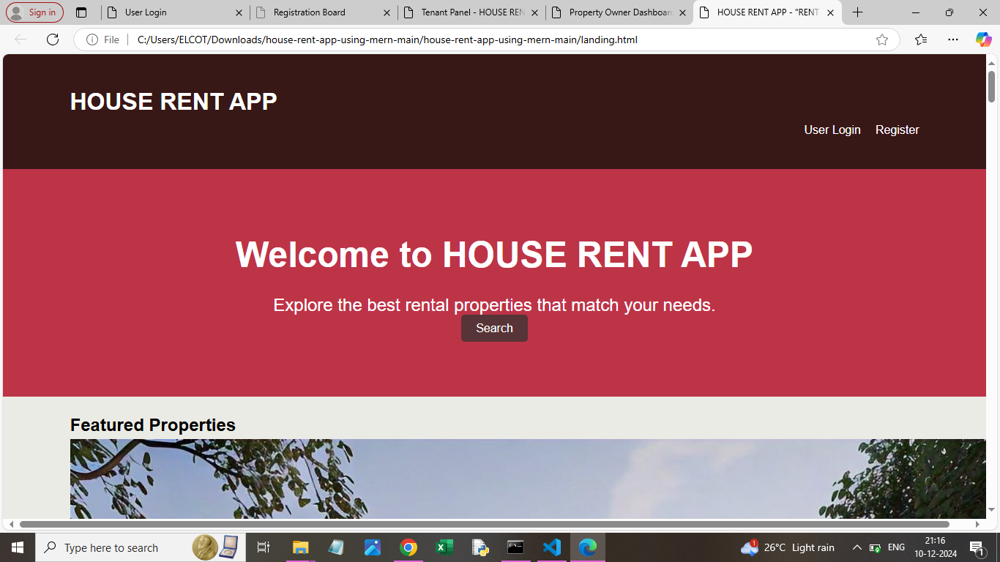 Sign in
User Login
Registration Board
Tenant Panel - HOUSE REN
Property Owner Dashboard
HOUSE RENT APP - "RENT
File
C:/Users/ELCOT/Downloads/house-rent-app-using-mern-main/house-rent-app-using-mern-main/landing.html
HOUSE RENT APP
User Login Register
Welcome to HOUSE RENT APP
Explore the best rental properties that match your needs.
Search
Featured Properties
Type here to search
1
26°C Light rain
ENG
21:16
10-12-2024
1